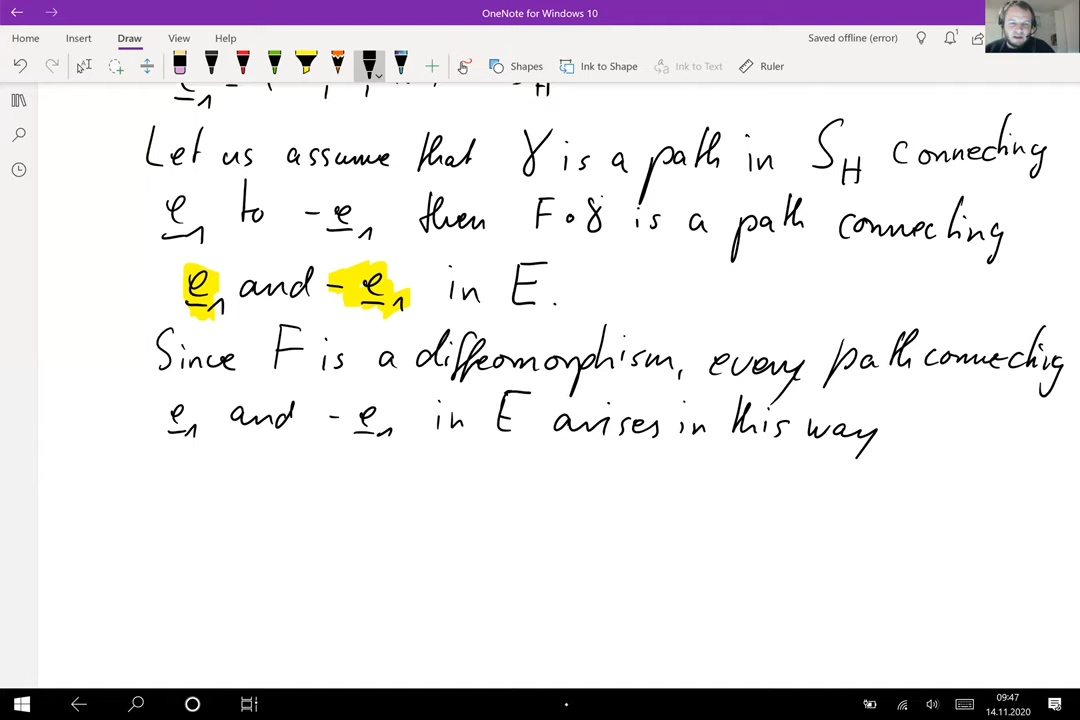 OneNote for Windows 10
Home Insert Draw View Help
Saved offline (error)
Shapes Ink to Shape Ink to Text Ruler
Let us assume that γ is a path in S_H connecting
e_1 to -e_1 then F∘γ is a path connecting
e_1 and -e_1 in E.
Since F is a diffeomorphism, every path connecting
e_1 and -e_1 in E arises in this way
09:47
14.11.2020